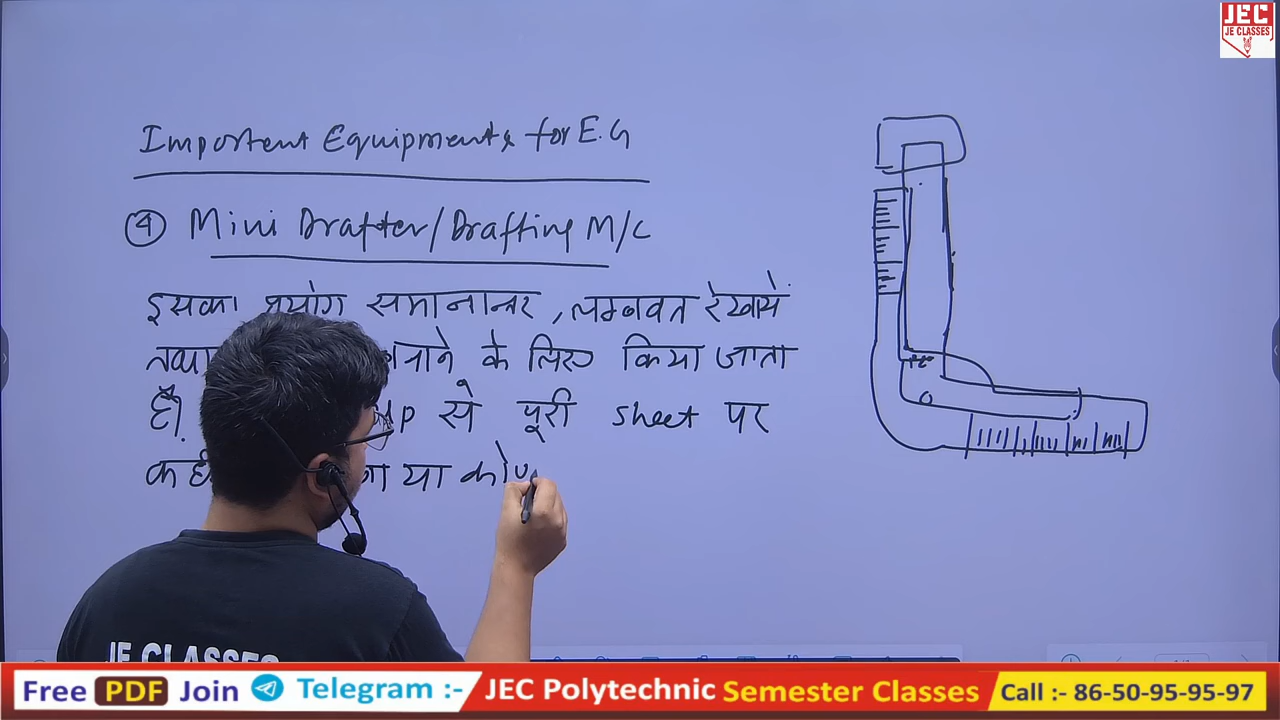 JEC
JE CLASSES
Important Equipments for E.G
④ Mini Drafter/Drafting M/C
इसका प्रयोग समानान्तर, लम्बवत रेखायें
बनाने के लिए किया जाता
है। से पूरी sheet पर
या कोण
JE CLASSES
Free PDF Join Telegram :- JEC Polytechnic Semester Classes Call :- 86-50-95-95-97